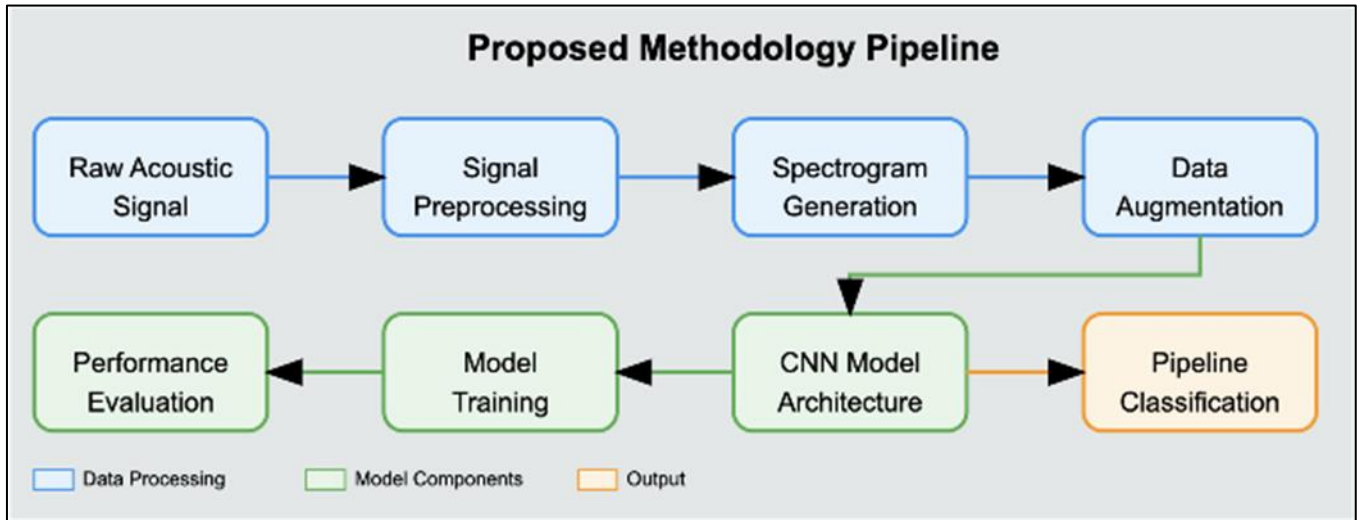 Proposed Methodology Pipeline
Raw Acoustic
Signal
Signal
Preprocessing
Spectrogram
Generation
Data
Augmentation
Performance
Evaluation
Model
Training
CNN Model
Architecture
Pipeline
Classification
Data Processing
Model Components
Output